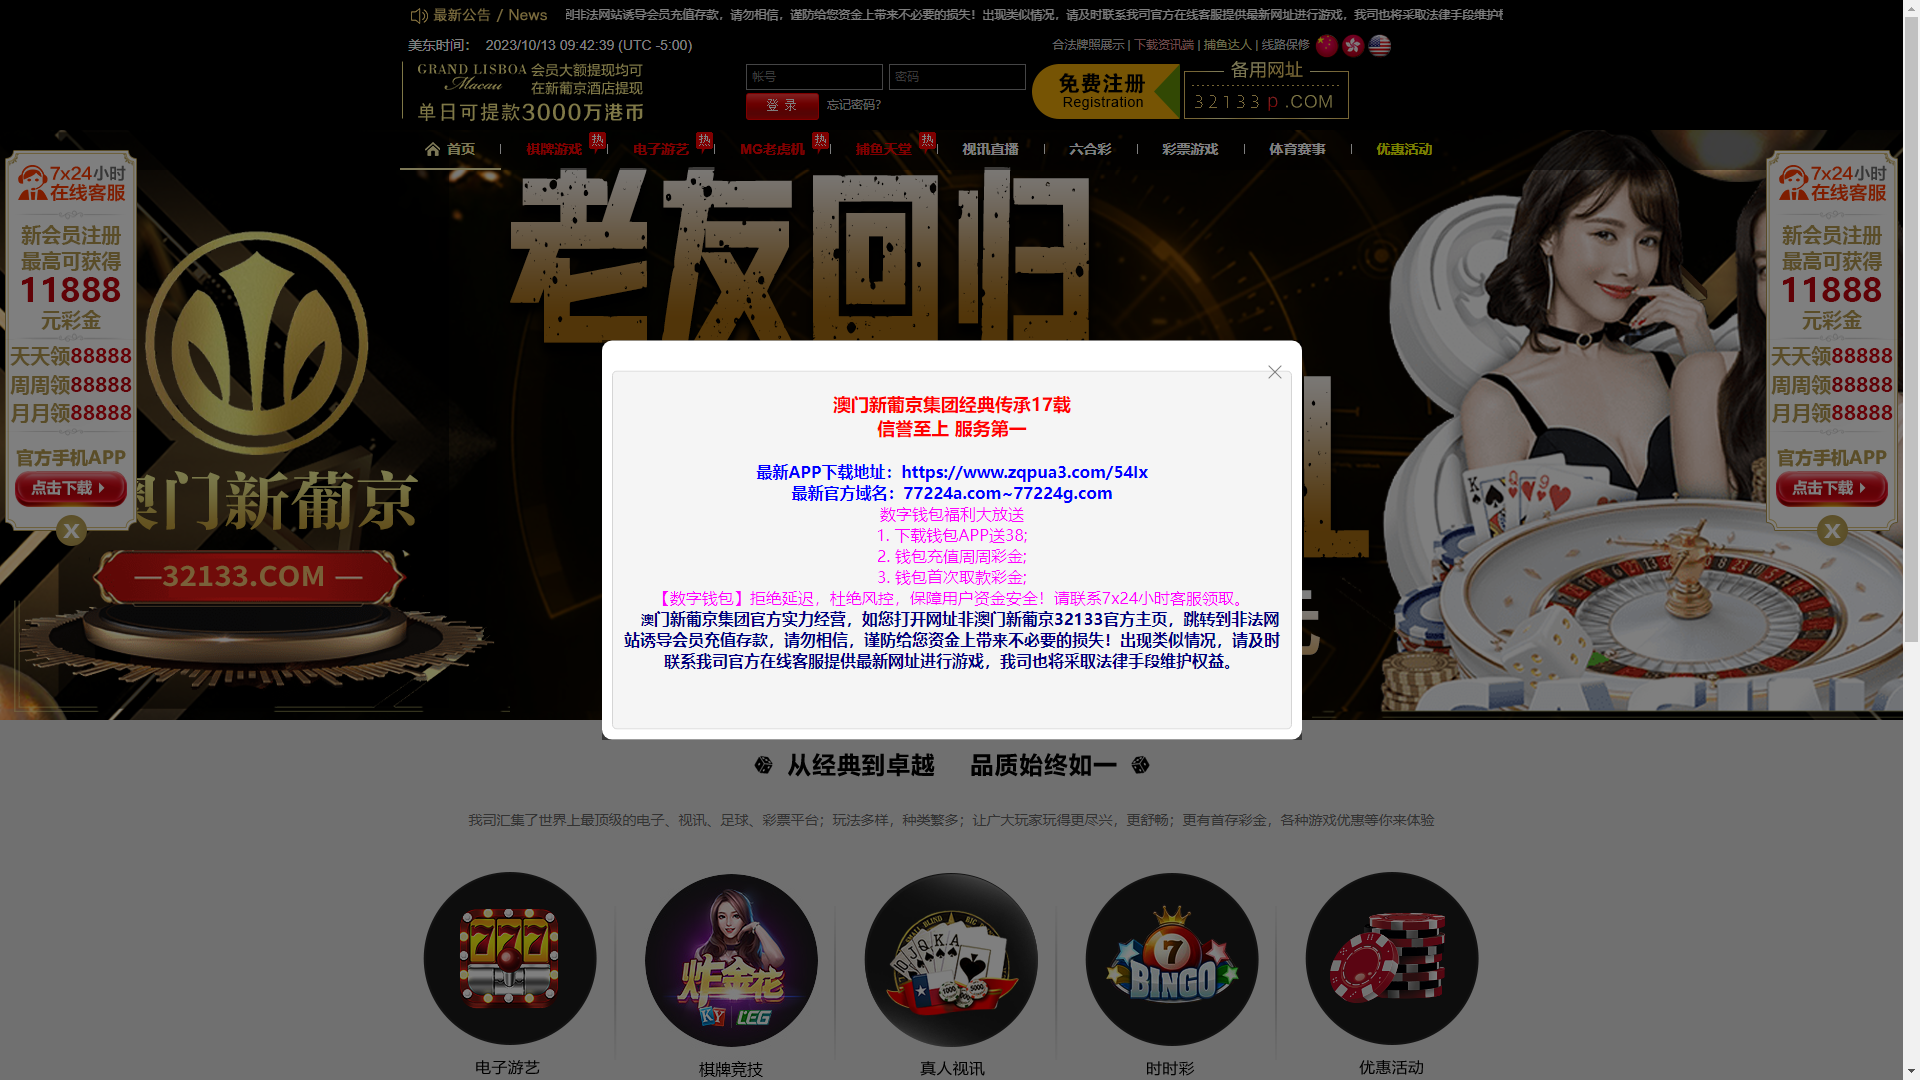 最新公告 / News
到非法网站诱导会员充值存款，请勿相信，谨防给您资金上带来不必要的损失！出现类似情况，请及时联系我司官方在线客服提供最新网址进行游戏，我司也将采取法律手段维护
美东时间： 2023/10/13 09:42:39 (UTC -5:00)
合法牌照展示 | 下载资讯端 | 捕鱼达人 | 线路保修
GRAND LISBOA
Macau
会员大额提现均可
在新葡京酒店提现
单日可提款3000万港币
帐号
密码
登 录
忘记密码?
免费注册
Registration
备用网址
32133p.COM
首页
棋牌游戏
热
电子游艺
热
MG老虎机
热
捕鱼天堂
热
视讯直播
六合彩
彩票游戏
体育赛事
优惠活动
老友回归
7x24小时
在线客服
新会员注册
最高可获得
11888
元彩金
天天领88888
周周领88888
月月领88888
官方手机APP
点击下载
X
澳门新葡京
—32133.COM —
7x24小时
在线客服
新会员注册
最高可获得
11888
元彩金
天天领88888
周周领88888
月月领88888
官方手机APP
点击下载
X
澳门新葡京集团经典传承17载
信誉至上 服务第一
最新APP下载地址：https://www.zqpua3.com/54lx
最新官方域名：77224a.com~77224g.com
数字钱包福利大放送
1. 下载钱包APP送38;
2. 钱包充值周周彩金;
3. 钱包首次取款彩金;
【数字钱包】拒绝延迟，杜绝风控，保障用户资金安全！请联系7x24小时客服领取。
澳门新葡京集团官方实力经营，如您打开网址非澳门新葡京32133官方主页，跳转到非法网
站诱导会员充值存款，请勿相信，谨防给您资金上带来不必要的损失！出现类似情况，请及时
联系我司官方在线客服提供最新网址进行游戏，我司也将采取法律手段维护权益。
从经典到卓越 品质始终如一
我司汇集了世界上最顶级的电子、视讯、足球、彩票平台；玩法多样，种类繁多；让广大玩家玩得更尽兴，更舒畅；更有首存彩金，各种游戏优惠等你来体验
777
炸金花
KY LEG
10 J Q K A
7
BINGO
电子游艺
棋牌竞技
真人视讯
时时彩
优惠活动